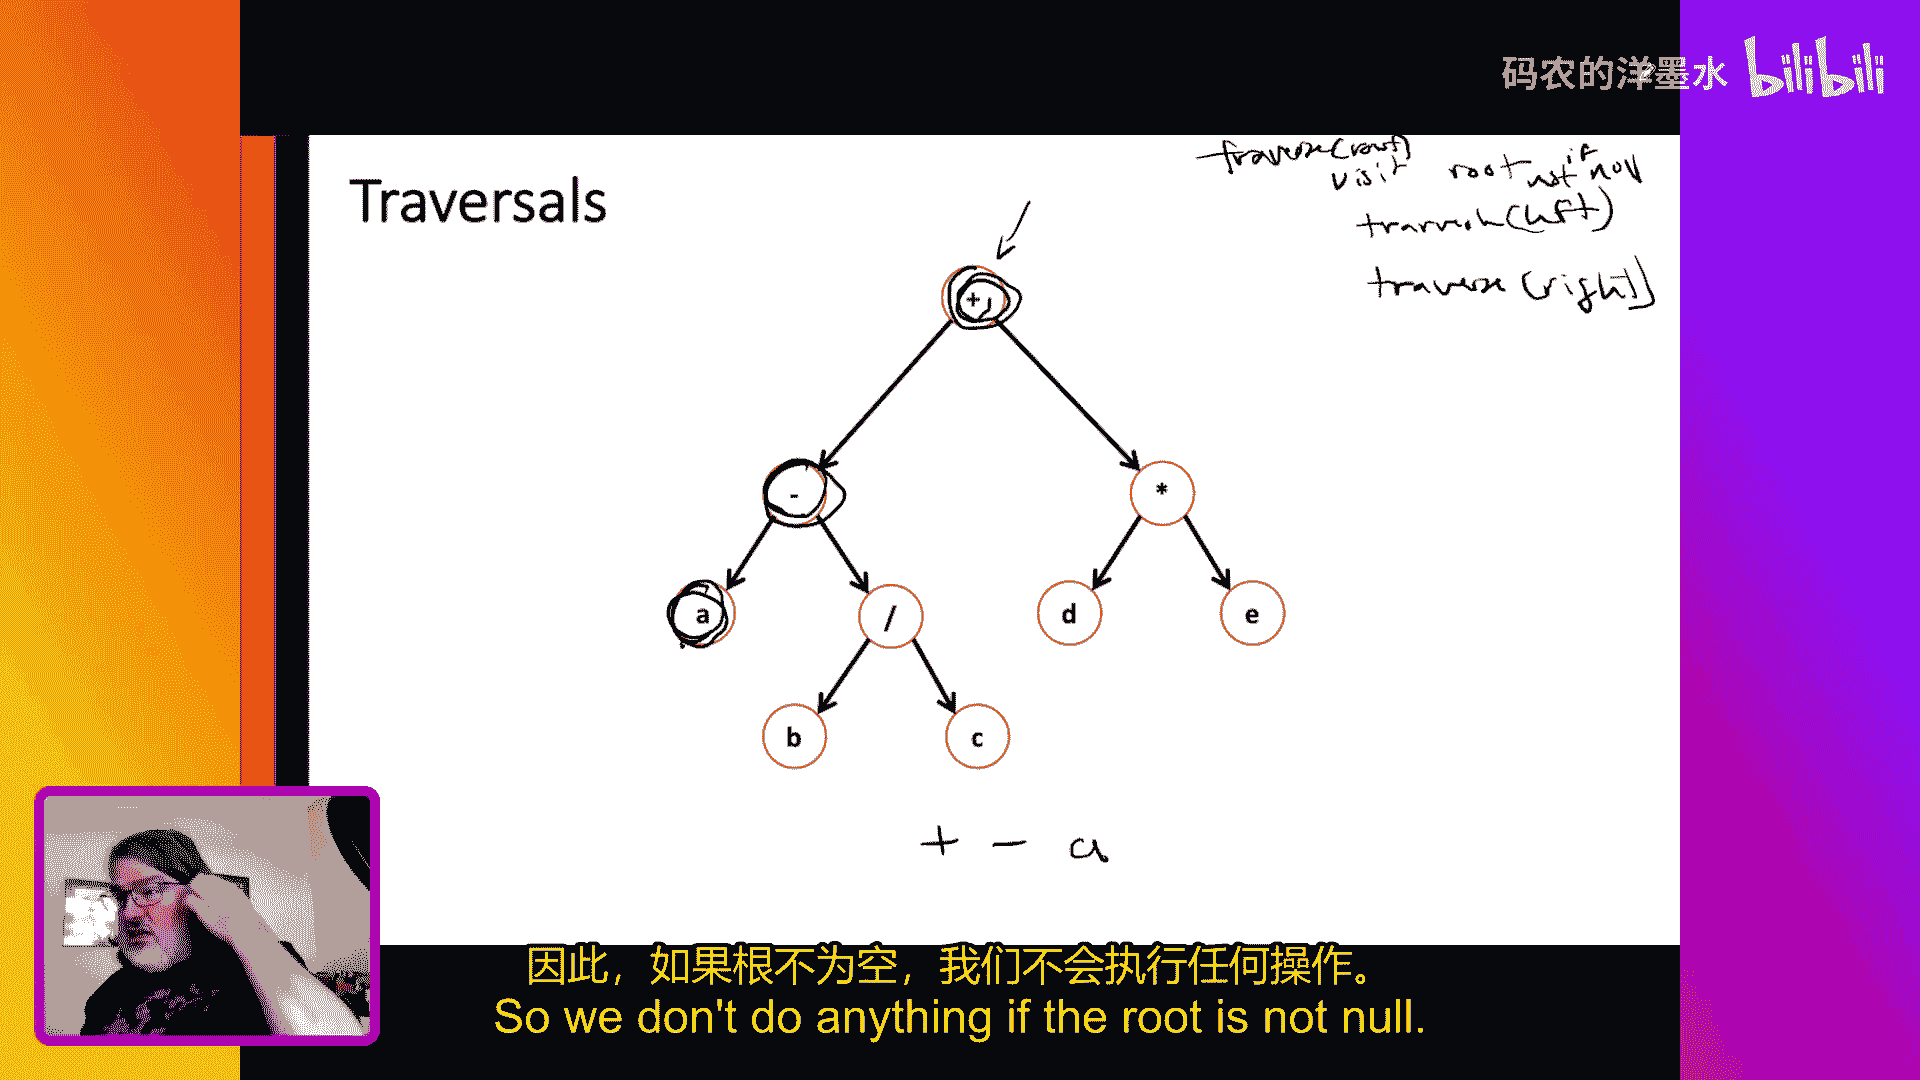 码农的洋墨水 bilibili
Traversals
traverse(root)
visit root if not null
traverse(left)
traverse(right)
+
-
*
a
/
d
e
b
c
+ - a
因此，如果根不为空，我们不会执行任何操作。
So we don't do anything if the root is not null.